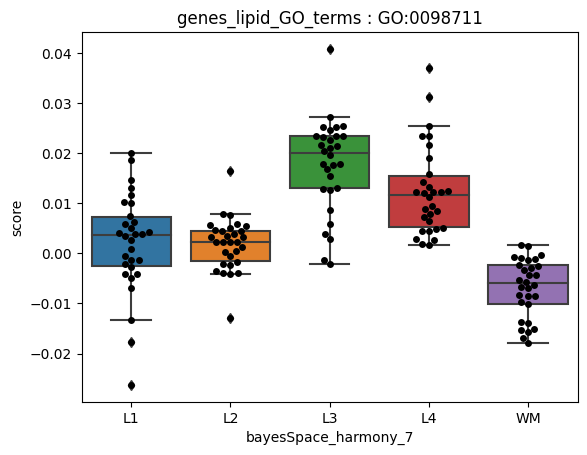 genes_lipid_GO_terms : GO:0098711
0.04
0.03
0.02
0.01
0.00
−0.01
−0.02
score
L1 L2 L3 L4 WM
bayesSpace_harmony_7